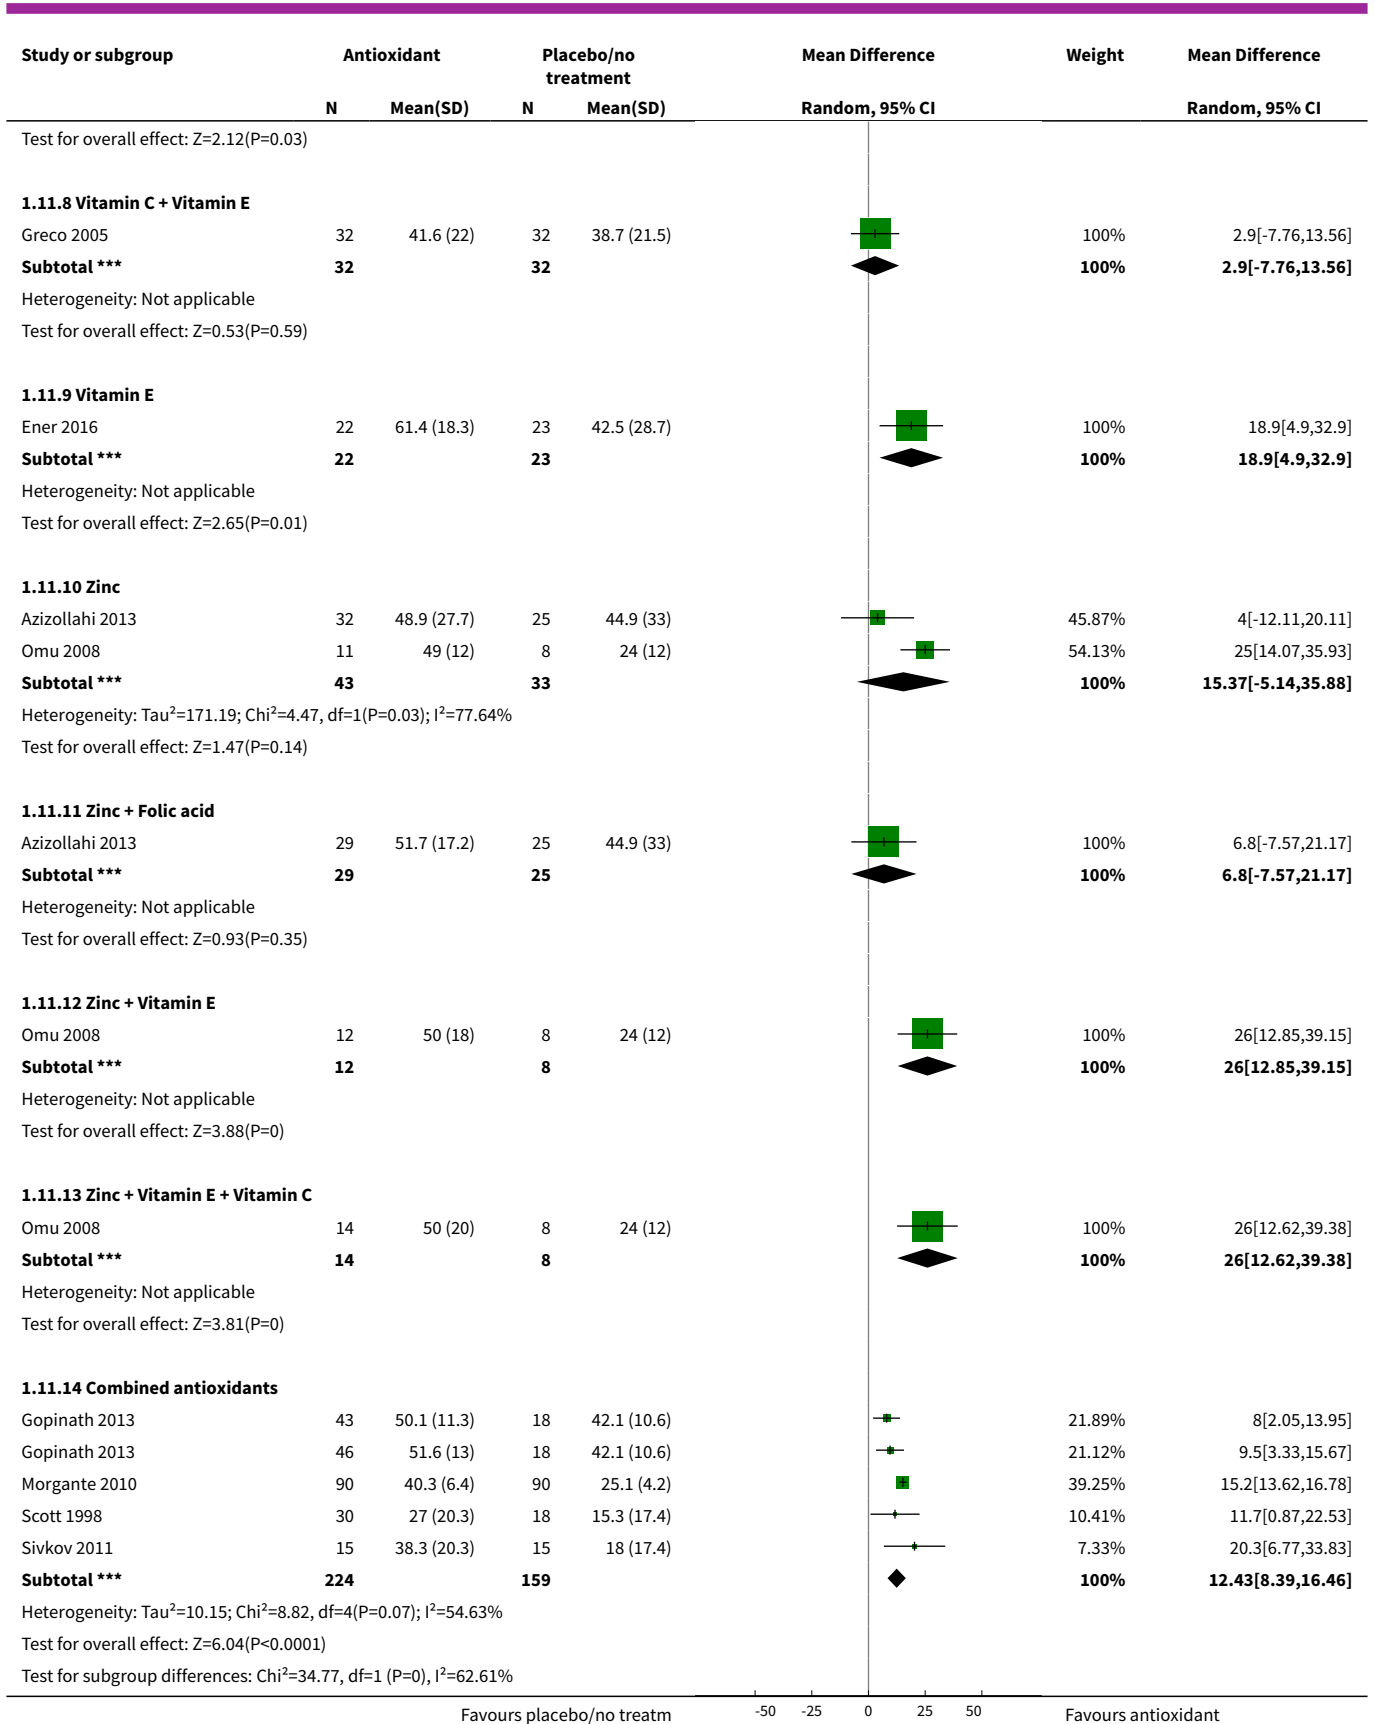 Study or subgroup Antioxidant Placebo/no treatment Mean Difference Weight Mean Difference
N Mean(SD) N Mean(SD) Random, 95% CI Random, 95% CI
Test for overall effect: Z=2.12(P=0.03)
1.11.8 Vitamin C + Vitamin E
Greco 2005 32 41.6 (22) 32 38.7 (21.5) 100% 2.9[-7.76,13.56]
Subtotal *** 32 32 100% 2.9[-7.76,13.56]
Heterogeneity: Not applicable
Test for overall effect: Z=0.53(P=0.59)
1.11.9 Vitamin E
Ener 2016 22 61.4 (18.3) 23 42.5 (28.7) 100% 18.9[4.9,32.9]
Subtotal *** 22 23 100% 18.9[4.9,32.9]
Heterogeneity: Not applicable
Test for overall effect: Z=2.65(P=0.01)
1.11.10 Zinc
Azizollahi 2013 32 48.9 (27.7) 25 44.9 (33) 45.87% 4[-12.11,20.11]
Omu 2008 11 49 (12) 8 24 (12) 54.13% 25[14.07,35.93]
Subtotal *** 43 33 100% 15.37[-5.14,35.88]
Heterogeneity: Tau²=171.19; Chi²=4.47, df=1(P=0.03); I²=77.64%
Test for overall effect: Z=1.47(P=0.14)
1.11.11 Zinc + Folic acid
Azizollahi 2013 29 51.7 (17.2) 25 44.9 (33) 100% 6.8[-7.57,21.17]
Subtotal *** 29 25 100% 6.8[-7.57,21.17]
Heterogeneity: Not applicable
Test for overall effect: Z=0.93(P=0.35)
1.11.12 Zinc + Vitamin E
Omu 2008 12 50 (18) 8 24 (12) 100% 26[12.85,39.15]
Subtotal *** 12 8 100% 26[12.85,39.15]
Heterogeneity: Not applicable
Test for overall effect: Z=3.88(P=0)
1.11.13 Zinc + Vitamin E + Vitamin C
Omu 2008 14 50 (20) 8 24 (12) 100% 26[12.62,39.38]
Subtotal *** 14 8 100% 26[12.62,39.38]
Heterogeneity: Not applicable
Test for overall effect: Z=3.81(P=0)
1.11.14 Combined antioxidants
Gopinath 2013 43 50.1 (11.3) 18 42.1 (10.6) 21.89% 8[2.05,13.95]
Gopinath 2013 46 51.6 (13) 18 42.1 (10.6) 21.12% 9.5[3.33,15.67]
Morgante 2010 90 40.3 (6.4) 90 25.1 (4.2) 39.25% 15.2[13.62,16.78]
Scott 1998 30 27 (20.3) 18 15.3 (17.4) 10.41% 11.7[0.87,22.53]
Sivkov 2011 15 38.3 (20.3) 15 18 (17.4) 7.33% 20.3[6.77,33.83]
Subtotal *** 224 159 100% 12.43[8.39,16.46]
Heterogeneity: Tau²=10.15; Chi²=8.82, df=4(P=0.07); I²=54.63%
Test for overall effect: Z=6.04(P<0.0001)
Test for subgroup differences: Chi²=34.77, df=1 (P=0), I²=62.61%
Favours placebo/no treatm -50 -25 0 25 50 Favours antioxidant